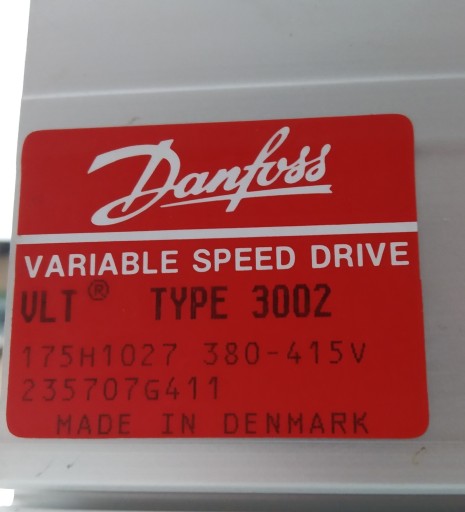 Danfoss
VARIABLE SPEED DRIVE
VLT® TYPE 3002
175H1027 380-415V
235707G411
MADE IN DENMARK